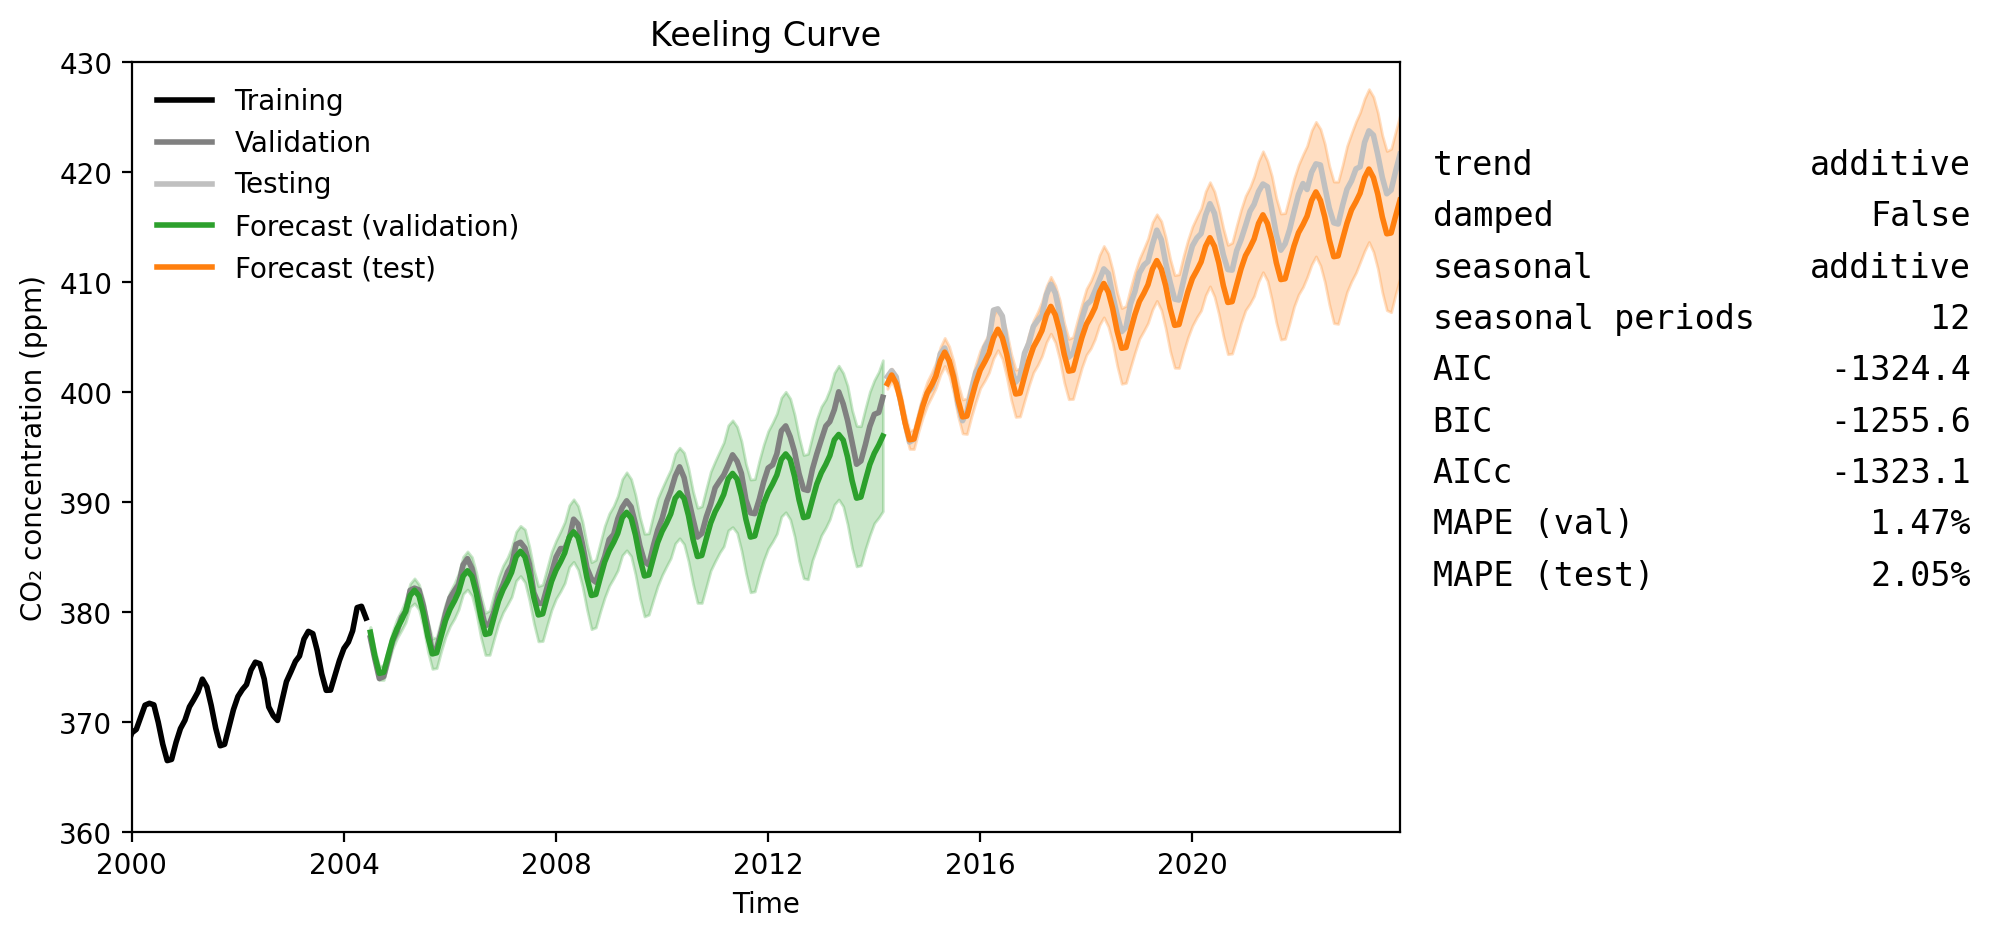 Keeling Curve
430
420
410
400
390
380
370
360
CO₂ concentration (ppm)
Training
Validation
Testing
Forecast (validation)
Forecast (test)
2000
2004
2008
2012
2016
2020
Time
trend additive
damped False
seasonal additive
seasonal periods 12
AIC -1324.4
BIC -1255.6
AICc -1323.1
MAPE (val) 1.47%
MAPE (test) 2.05%